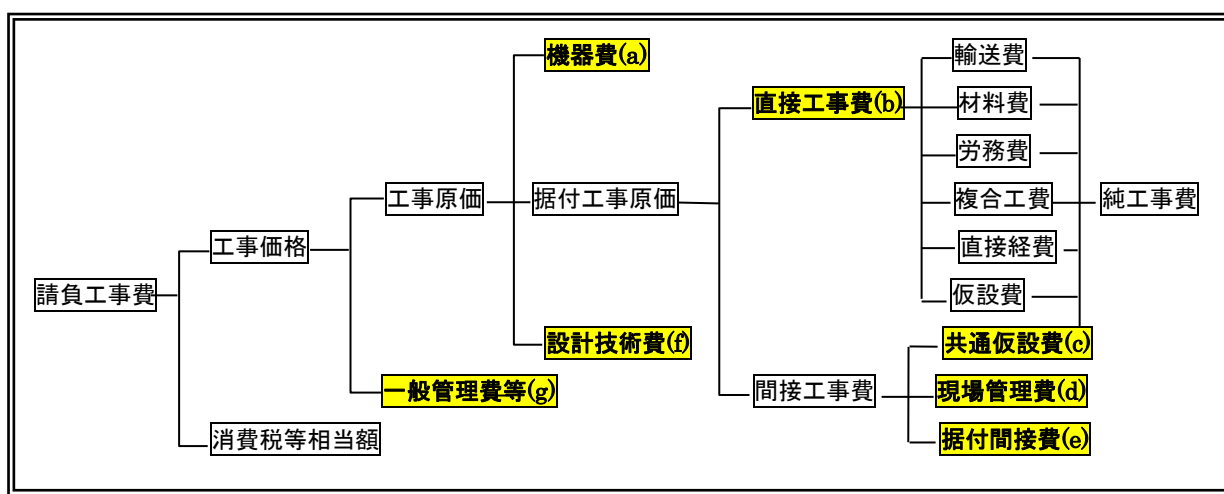 機器費(a)
輸送費
直接工事費(b)
材料費
労務費
工事原価
据付工事原価
複合工費
純工事費
工事価格
直接経費
請負工事費
仮設費
設計技術費(f)
共通仮設費(c)
一般管理費等(g)
間接工事費
現場管理費(d)
消費税等相当額
据付間接費(e)